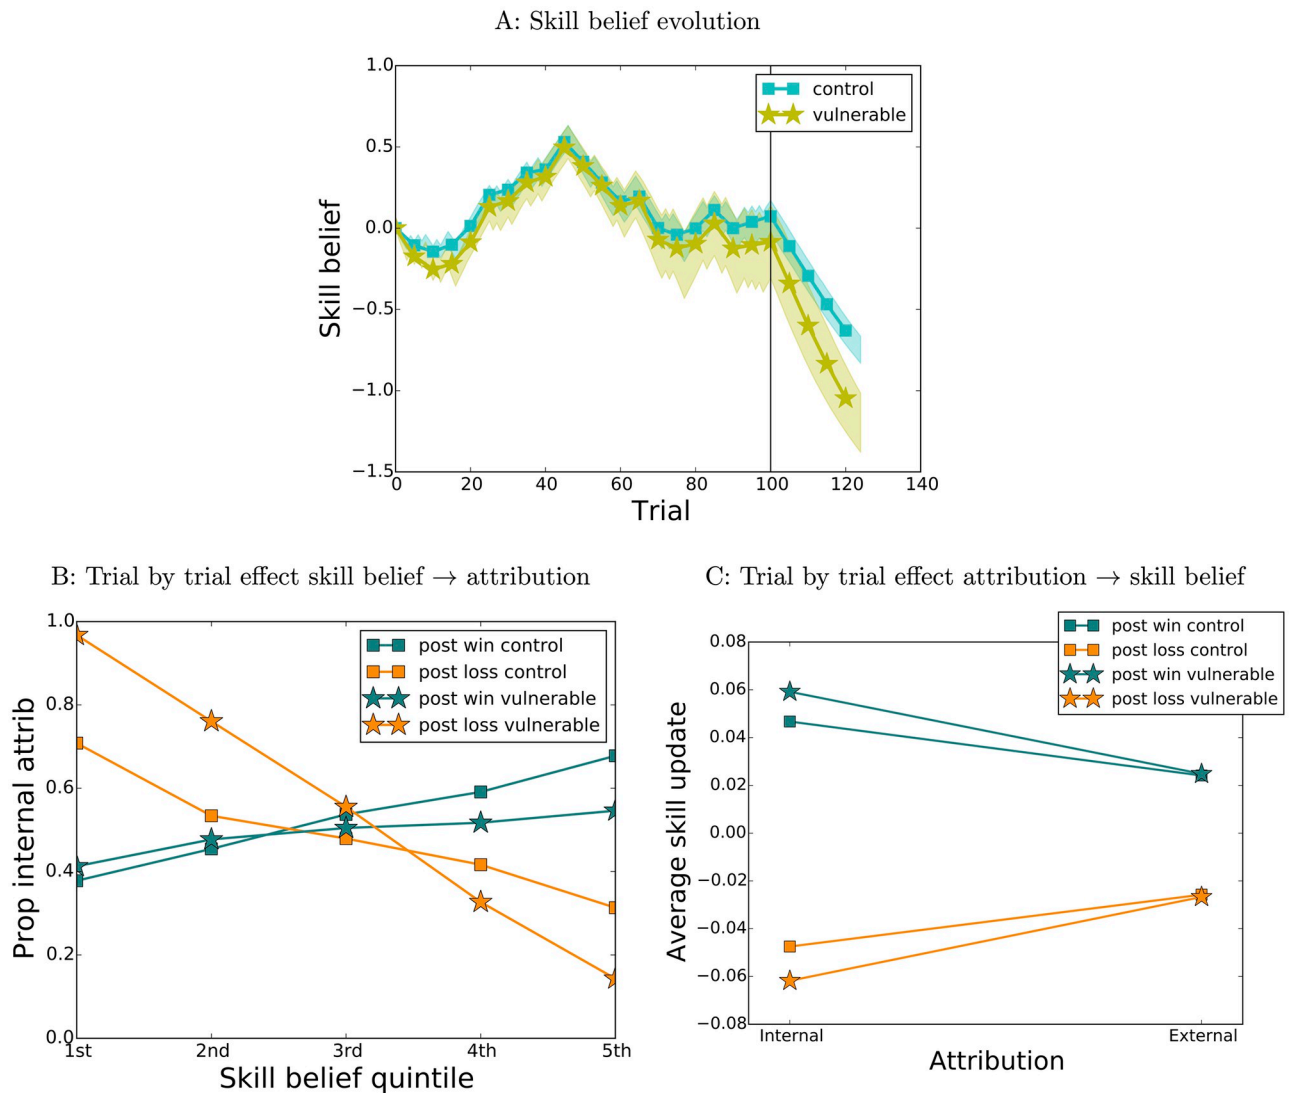 A: Skill belief evolution
1.0
0.5
0.0
−0.5
−1.0
−1.5
Skill belief
control
vulnerable
0 20 40 60 80 100 120 140
Trial
B: Trial by trial effect skill belief → attribution
1.0
0.8
0.6
0.4
0.2
0.0
Prop internal attrib
post win control
post loss control
post win vulnerable
post loss vulnerable
1st 2nd 3rd 4th 5th
Skill belief quintile
C: Trial by trial effect attribution → skill belief
0.08
0.06
0.04
0.02
0.00
−0.02
−0.04
−0.06
−0.08
Average skill update
post win control
post loss control
post win vulnerable
post loss vulnerable
Internal External
Attribution